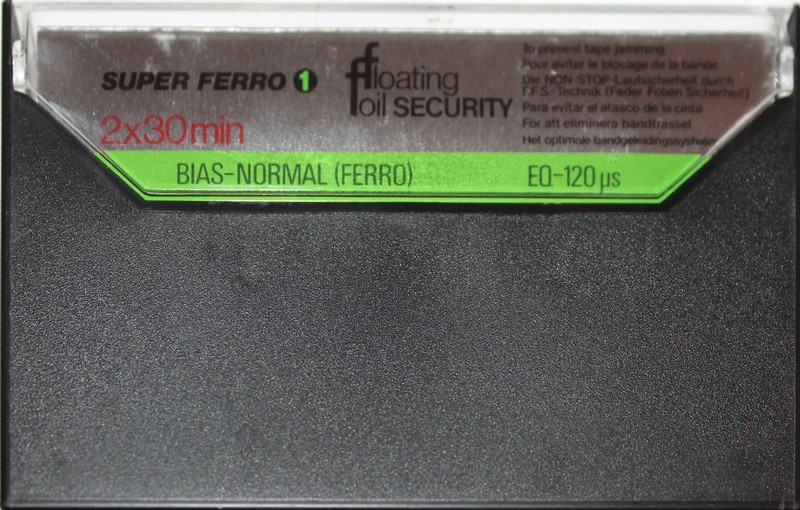 SUPER FERRO 1
2x30min
Floating
Foil SECURITY
To prevent tape jamming
Pour eviter le blocage de la bande
Die NON-STOP-Laufsicherheit durch
F.F.S.-Technik (Feder Folien Sicherheit)
Para evitar el atasco de la cinta
For att eliminera bandtrassel
Het optimale bandgeleidingssysteem
BIAS-NORMAL (FERRO)
EQ-120 µs